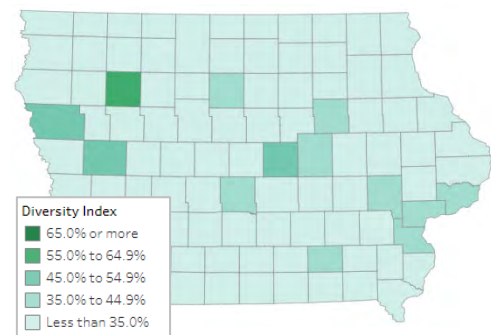 Diversity Index
65.0% or more
55.0% to 64.9%
45.0% to 54.9%
35.0% to 44.9%
Less than 35.0%